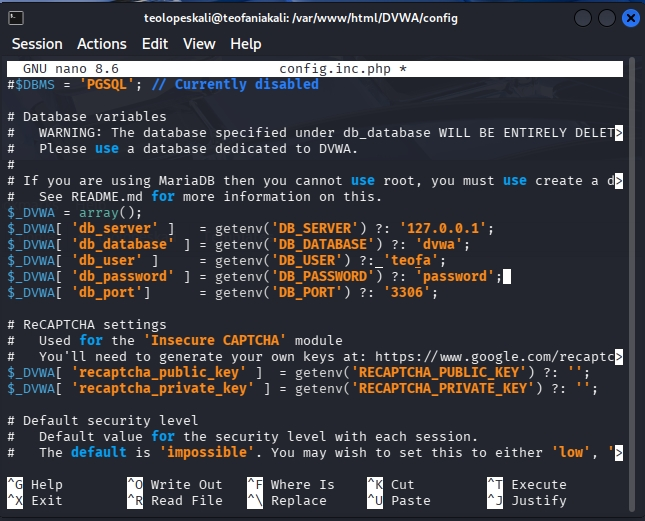 teolopeskali@teofaniakali: /var/www/html/DVWA/config
Session Actions Edit View Help
GNU nano 8.6 config.inc.php *
#$DBMS = 'PGSQL'; // Currently disabled
# Database variables
#   WARNING: The database specified under db_database WILL BE ENTIRELY DELET>
#   Please use a database dedicated to DVWA.
#
# If you are using MariaDB then you cannot use root, you must use create a d>
#   See README.md for more information on this.
$_DVWA = array();
$_DVWA[ 'db_server' ]   = getenv('DB_SERVER') ?: '127.0.0.1';
$_DVWA[ 'db_database' ] = getenv('DB_DATABASE') ?: 'dvwa';
$_DVWA[ 'db_user' ]     = getenv('DB_USER') ?: 'teofa';
$_DVWA[ 'db_password' ] = getenv('DB_PASSWORD') ?: 'password';
$_DVWA[ 'db_port']      = getenv('DB_PORT') ?: '3306';
# ReCAPTCHA settings
#   Used for the 'Insecure CAPTCHA' module
#   You'll need to generate your own keys at: https://www.google.com/recaptc>
$_DVWA[ 'recaptcha_public_key' ]  = getenv('RECAPTCHA_PUBLIC_KEY') ?: '';
$_DVWA[ 'recaptcha_private_key' ] = getenv('RECAPTCHA_PRIVATE_KEY') ?: '';
# Default security level
#   Default value for the security level with each session.
#   The default is 'impossible'. You may wish to set this to either 'low', '>
^G Help ^O Write Out ^F Where Is ^K Cut ^T Execute
^X Exit ^R Read File ^\ Replace ^U Paste ^J Justify